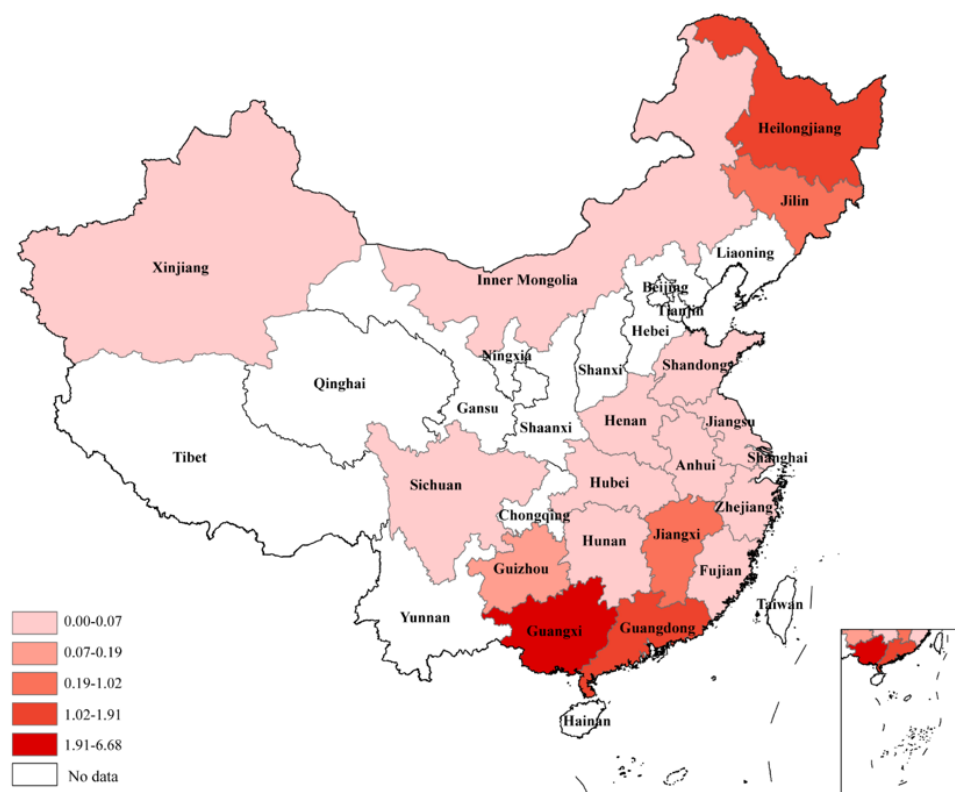 Heilongjiang
Jilin
Liaoning
Xinjiang
Inner Mongolia
Beijing
Tianjin
Hebei
Ningxia
Shanxi
Shandong
Qinghai
Gansu
Shaanxi
Henan
Jiangsu
Tibet
Shanghai
Anhui
Sichuan
Hubei
Zhejiang
Chongqing
Hunan
Jiangxi
Guizhou
Fujian
Yunnan
Guangxi
Guangdong
Taiwan
Hainan
0.00-0.07
0.07-0.19
0.19-1.02
1.02-1.91
1.91-6.68
No data